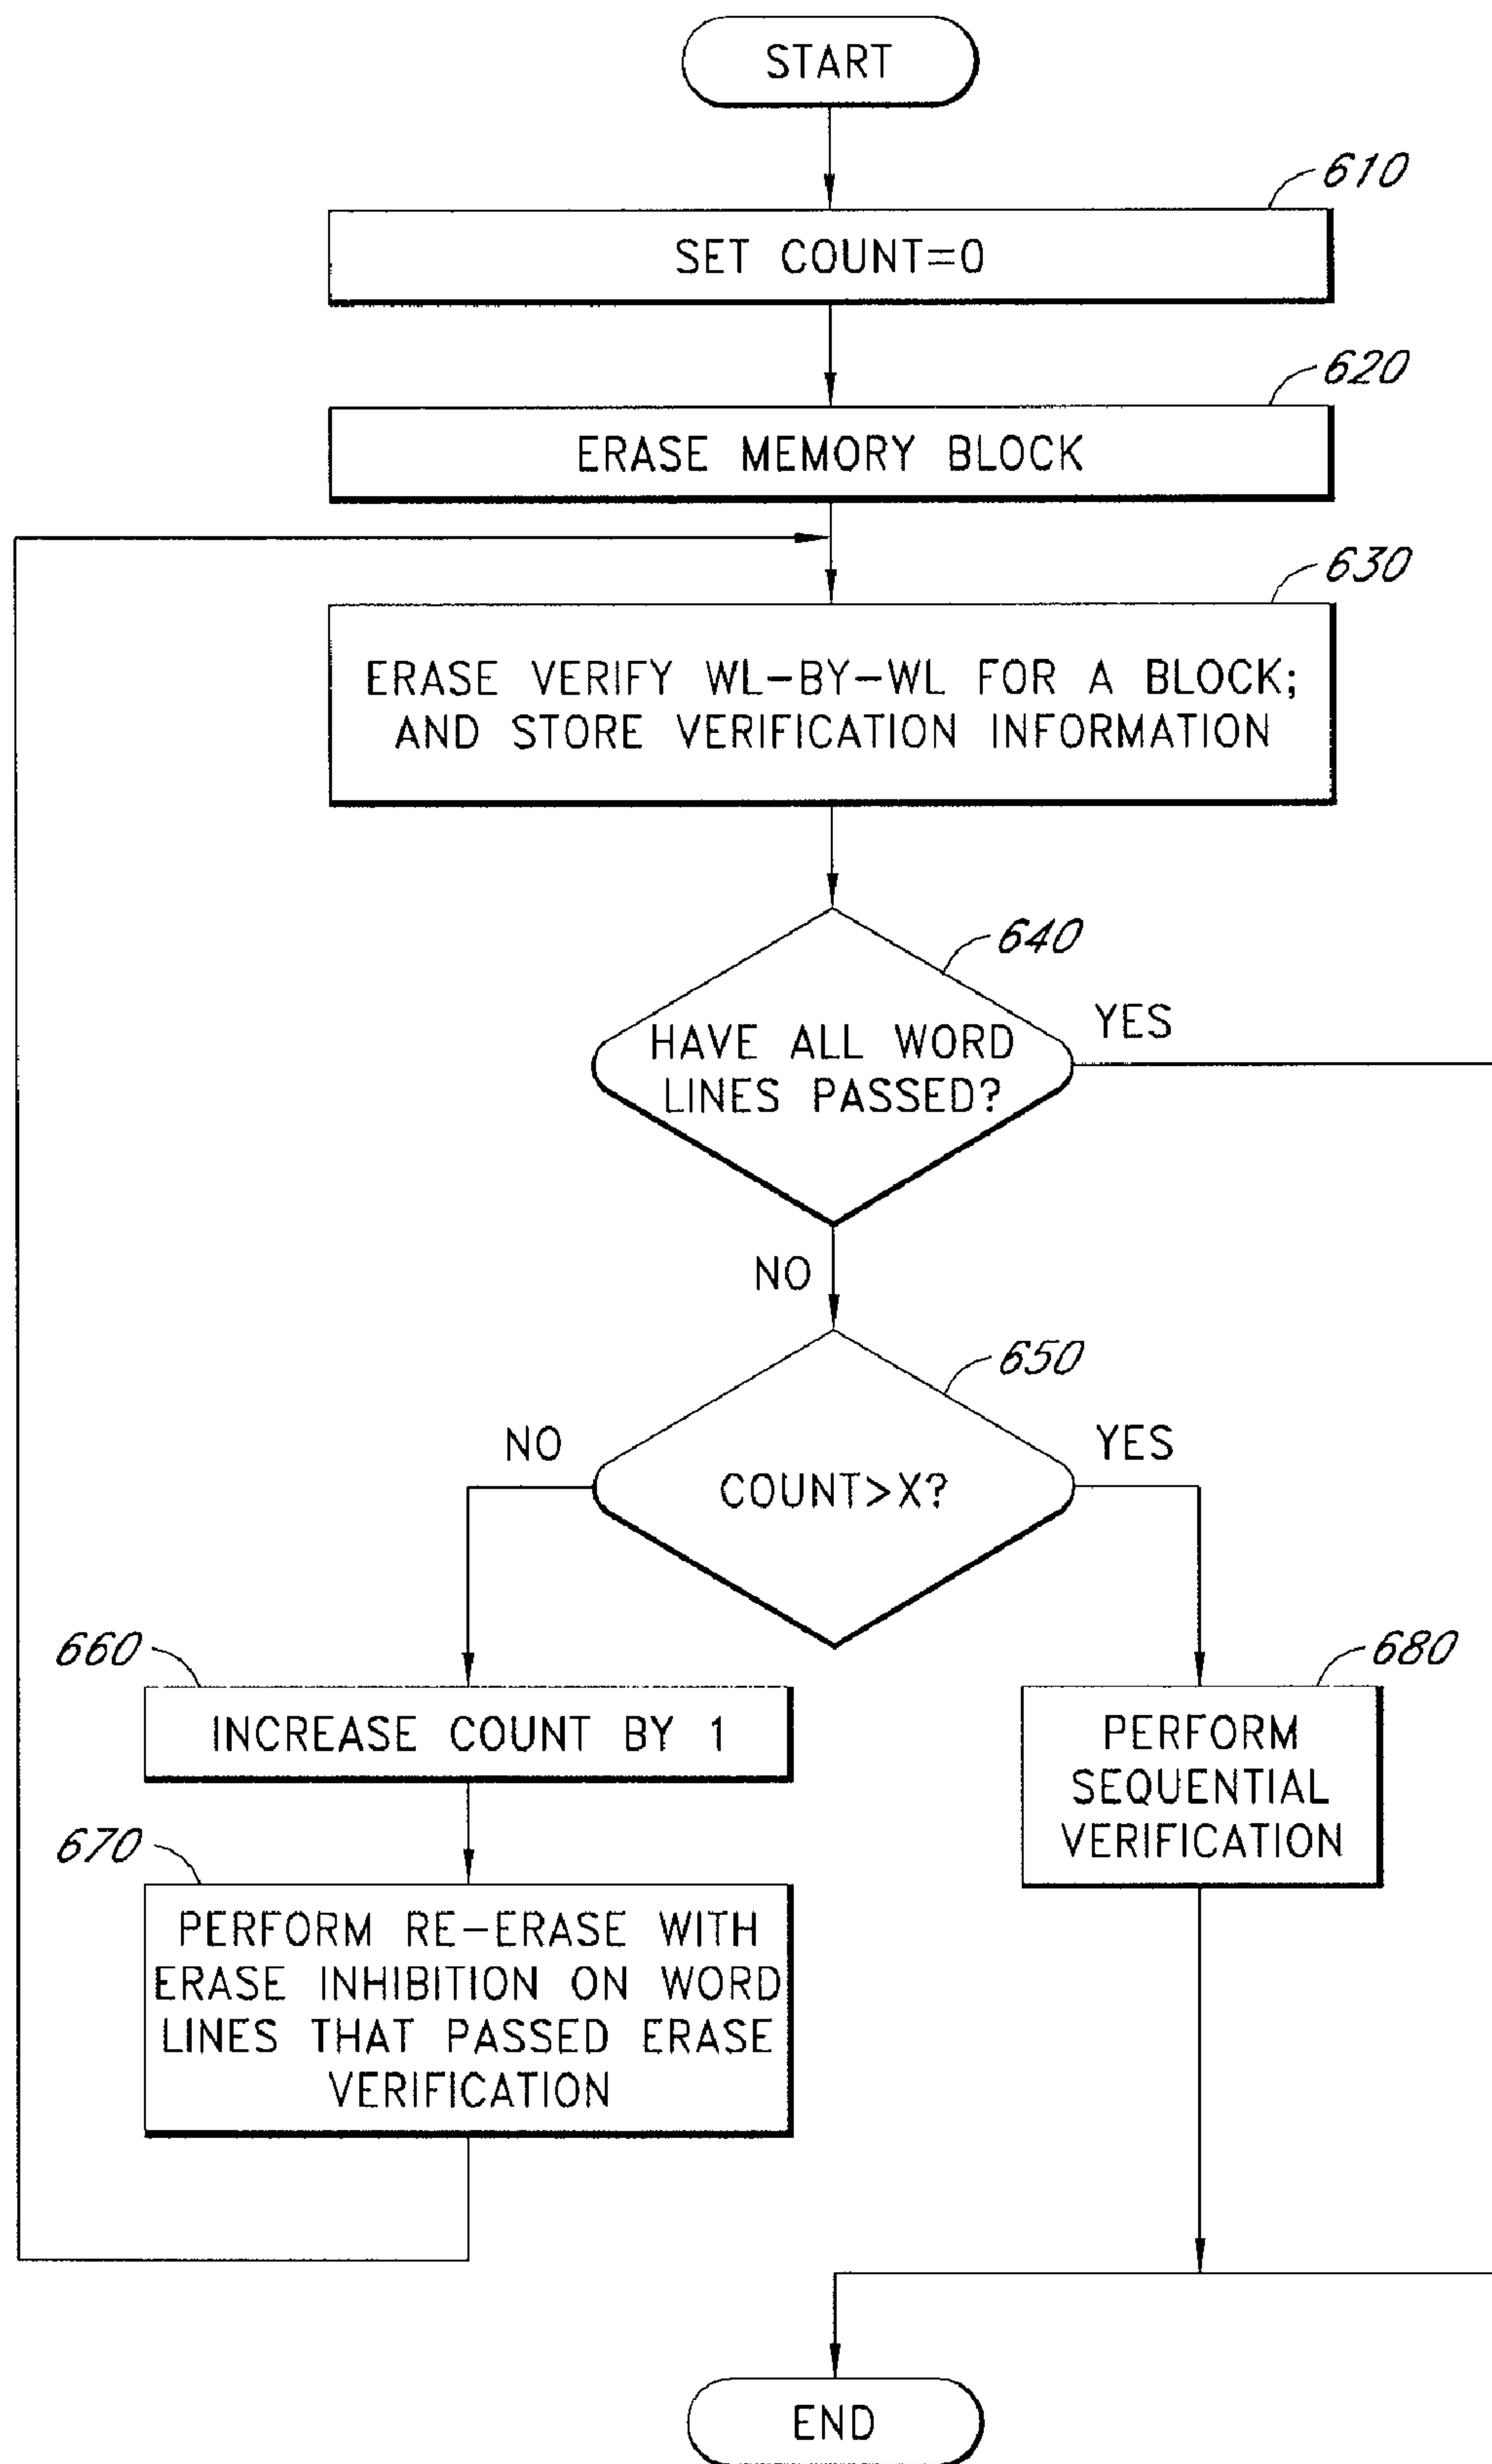 START
610
SET COUNT=0
620
ERASE MEMORY BLOCK
630
ERASE VERIFY WL-BY-WL FOR A BLOCK;
AND STORE VERIFICATION INFORMATION
640
HAVE ALL WORD
LINES PASSED?
YES
NO
650
COUNT>X?
NO
YES
660
INCREASE COUNT BY 1
670
PERFORM RE-ERASE WITH
ERASE INHIBITION ON WORD
LINES THAT PASSED ERASE
VERIFICATION
680
PERFORM
SEQUENTIAL
VERIFICATION
END